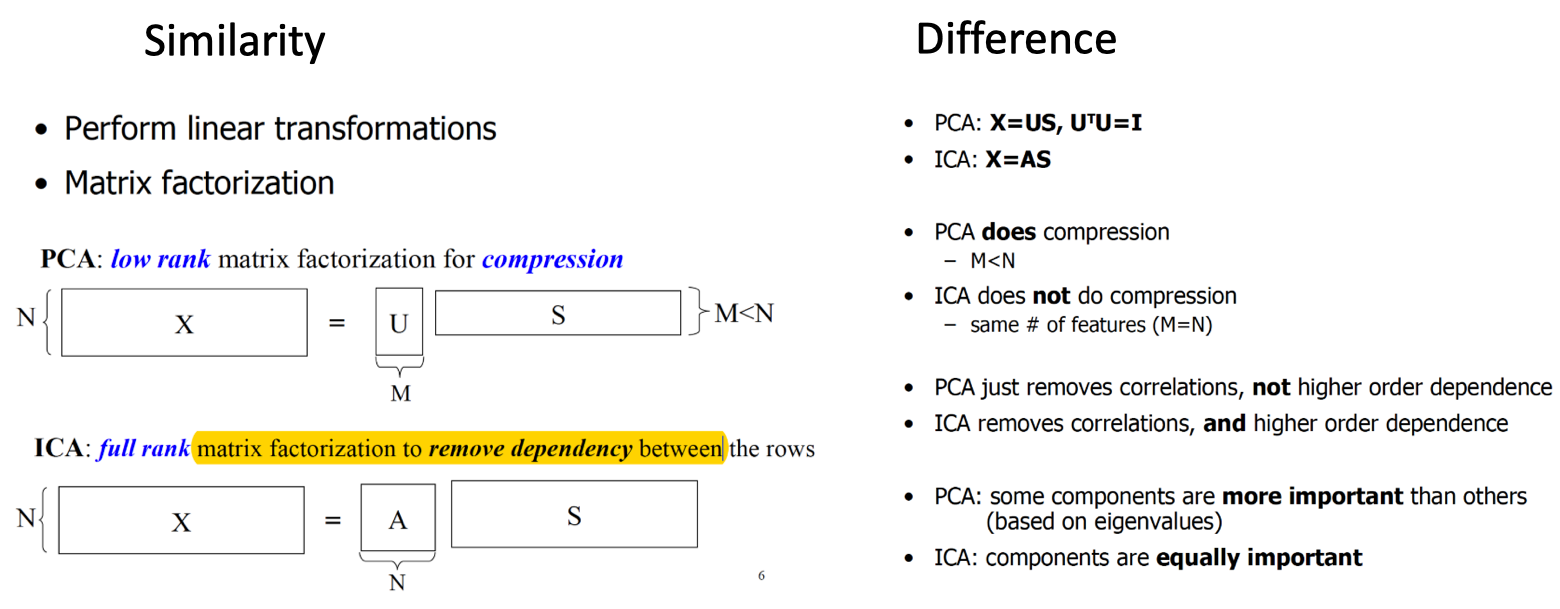 Similarity
• Perform linear transformations
• Matrix factorization
PCA: low rank matrix factorization for compression
N
X
=
U
S
M<N
M
ICA: full rank matrix factorization to remove dependency between the rows
N
X
=
A
S
N
6
Difference
• PCA: X=US, UᵀU=I
• ICA: X=AS
• PCA does compression
– M<N
• ICA does not do compression
– same # of features (M=N)
• PCA just removes correlations, not higher order dependence
• ICA removes correlations, and higher order dependence
• PCA: some components are more important than others
(based on eigenvalues)
• ICA: components are equally important